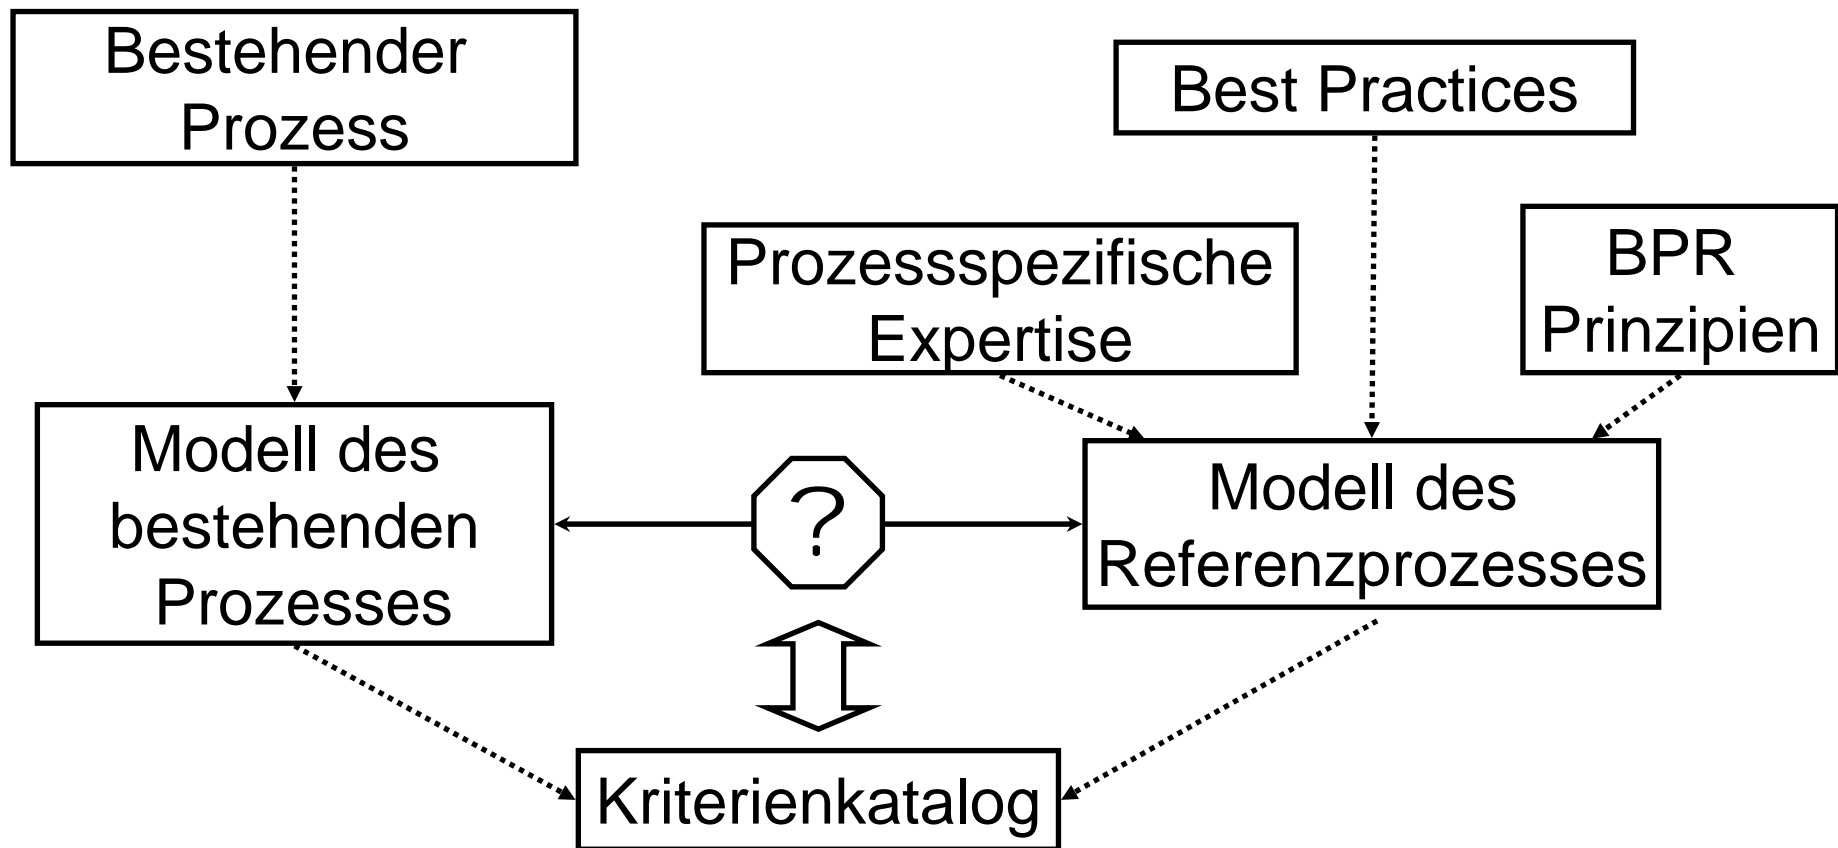 Bestehender
Prozess
Best Practices
Prozessspezifische
Expertise
BPR
Prinzipien
Modell des
bestehenden
Prozesses
?
Modell des
Referenzprozesses
Kriterienkatalog